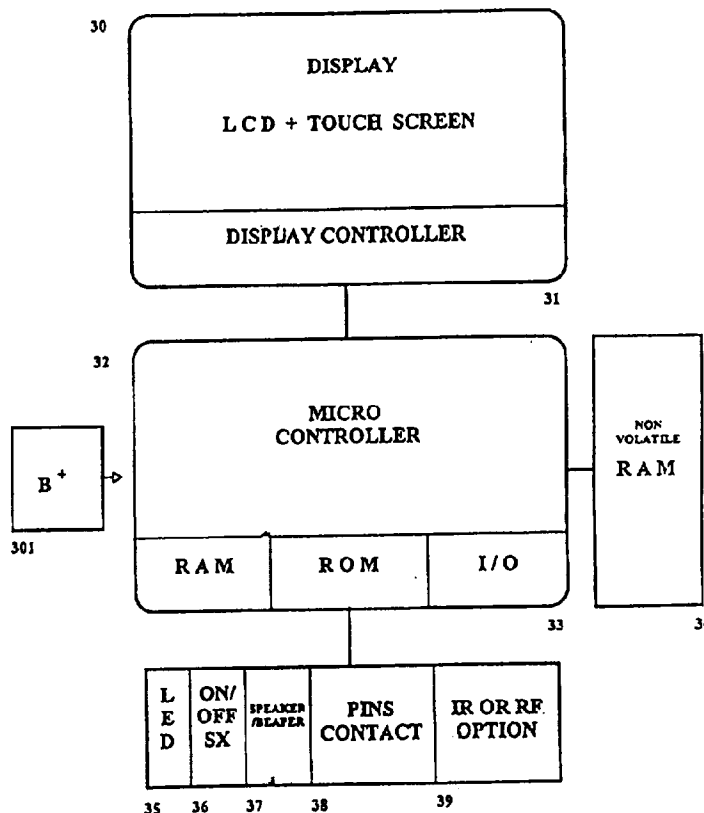 30
DISPLAY
LCD + TOUCH SCREEN
DISPLAY CONTROLLER
31
32
MICRO
CONTROLLER
NON
VOLATILE
RAM
B+
301
RAM ROM I/O
33
L
E
D
ON/
OFF
SX
SPEAKER
/BEAPER
PINS
CONTACT
IR OR RF
OPTION
35 36 37 38 39